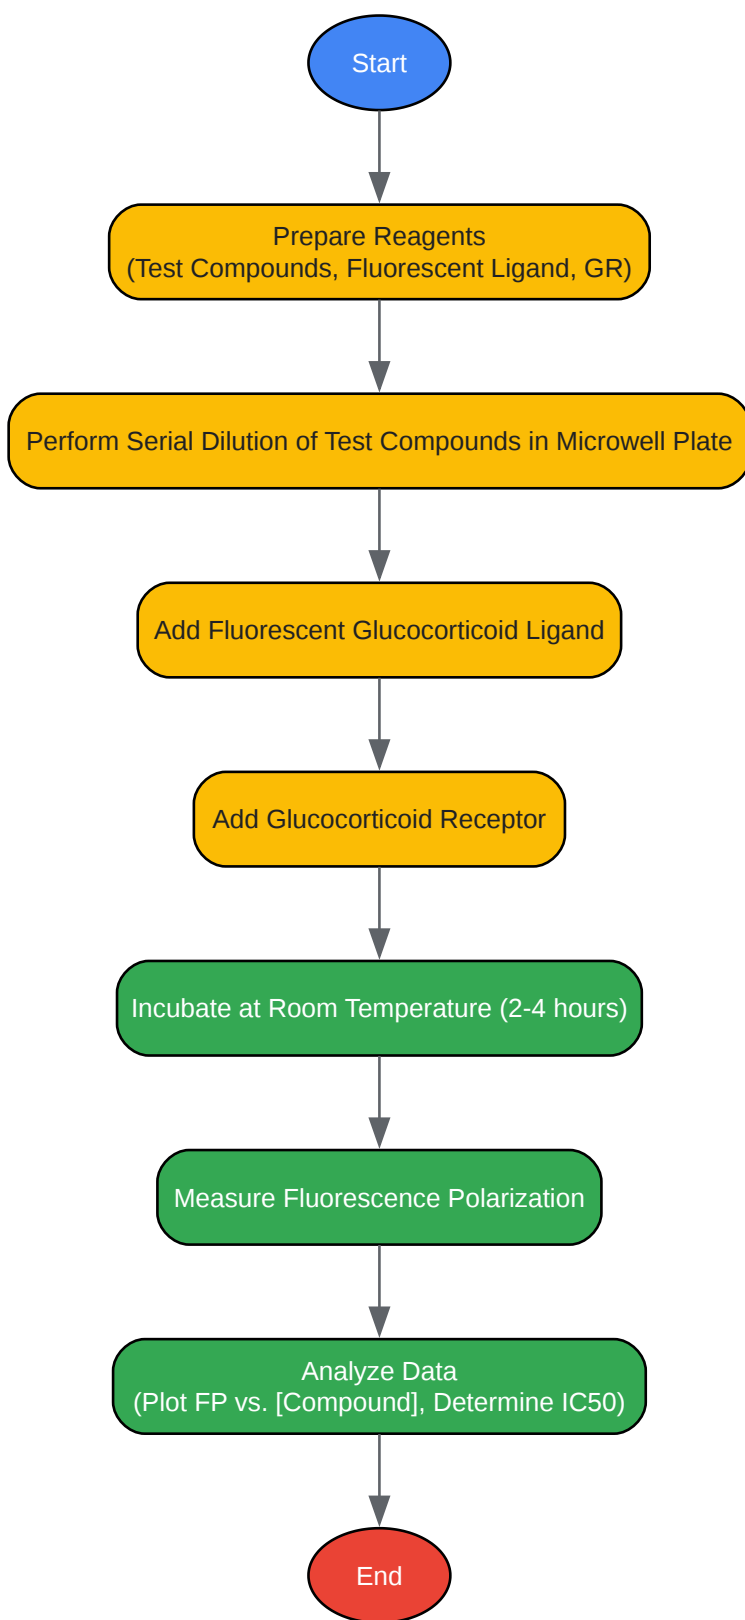 Start
Prepare Reagents
(Test Compounds, Fluorescent Ligand, GR)
Perform Serial Dilution of Test Compounds in Microwell Plate
Add Fluorescent Glucocorticoid Ligand
Add Glucocorticoid Receptor
Incubate at Room Temperature (2-4 hours)
Measure Fluorescence Polarization
Analyze Data
(Plot FP vs. [Compound], Determine IC50)
End